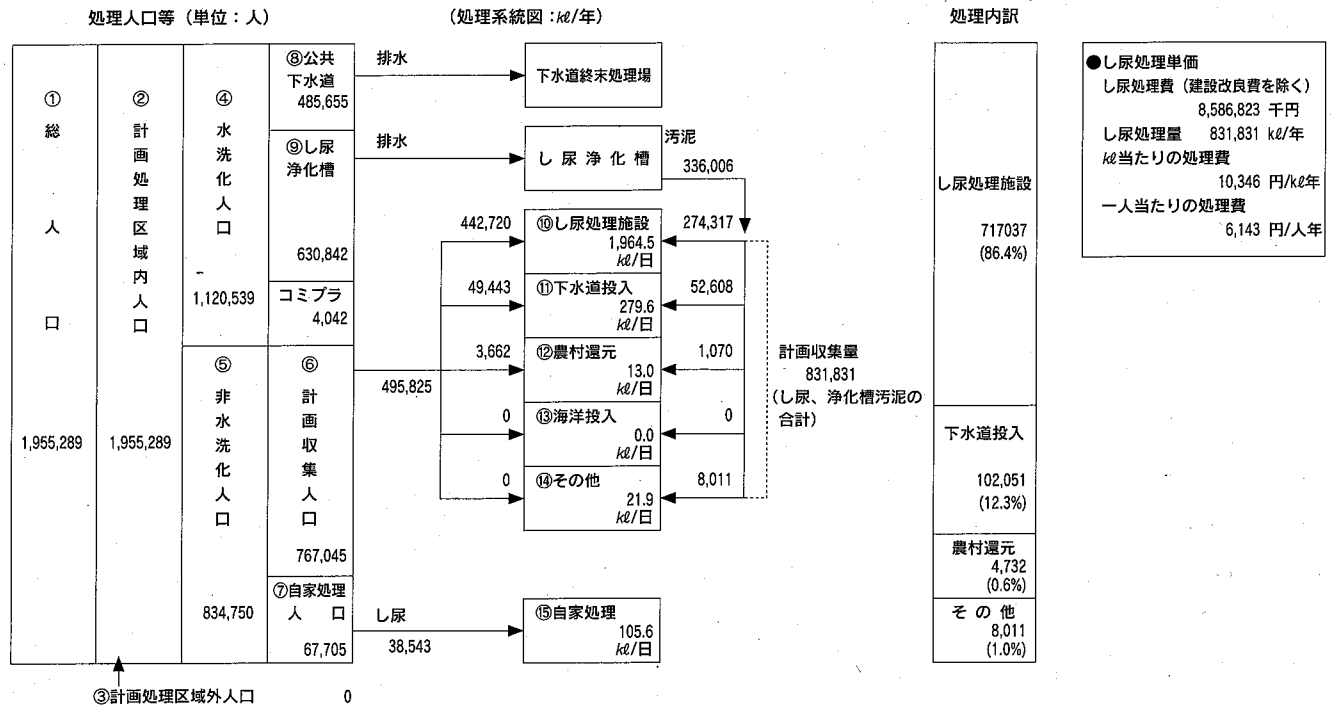 処理人口等（単位：人）
（処理系統図：kℓ/年）
処理内訳
①
総
人
口
1,955,289
②
計
画
処
理
区
域
内
人
口
1,955,289
④
水
洗
化
人
口
1,120,539
⑤
非
水
洗
化
人
口
834,750
⑧公共
下水道
485,655
⑨し尿
浄化槽
630,842
コミプラ
4,042
⑥
計
画
収
集
人
口
767,045
⑦自家処理
人　口
67,705
③計画処理区域外人口　0
排水
下水道終末処理場
排水
し尿浄化槽
汚泥
336,006
495,825
442,720
⑩し尿処理施設
1,964.5
kℓ/日
274,317
49,443
⑪下水道投入
279.6
kℓ/日
52,608
3,662
⑫農村還元
13.0
kℓ/日
1,070
0
⑬海洋投入
0.0
kℓ/日
0
0
⑭その他
21.9
kℓ/日
8,011
し尿
38,543
⑮自家処理
105.6
kℓ/日
計画収集量
831,831
（し尿、浄化槽汚泥の
合計）
し尿処理施設
717037
(86.4%)
下水道投入
102,051
(12.3%)
農村還元
4,732
(0.6%)
その他
8,011
(1.0%)
●し尿処理単価
し尿処理費（建設改良費を除く）
8,586,823 千円
し尿処理量　831,831 kℓ/年
kℓ当たりの処理費
10,346 円/kℓ年
一人当たりの処理費
6,143 円/人年